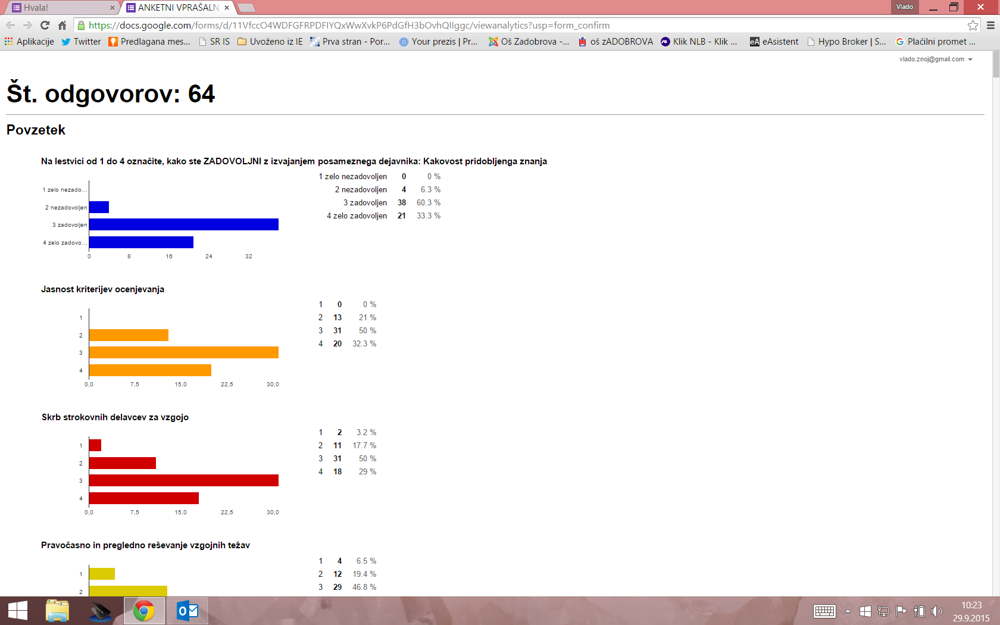 Hvala!
ANKETNI VPRAŠALN
Vlado
https://docs.google.com/forms/d/11VfccO4WDFGFRPDFIYQxWwXvkP6PdGfH3bOvhQIIggc/viewanalytics?usp=form_confirm
Aplikacije Twitter Predlagana mes... SR IS Uvoženo iz IE Prva stran - Por... Your prezis | Pr... Oš Zadobrova -... oš zADOBROVA Klik NLB - Klik ... eA eAsistent Hypo Broker | S... Plačilni promet ...
vlado.znoj@gmail.com
Št. odgovorov: 64
Povzetek
Na lestvici od 1 do 4 označite, kako ste ZADOVOLJNI z izvajanjem posameznega dejavnika: Kakovost pridobljenga znanja
1 zelo nezado...
2 nezadovoljen
3 zadovoljen
4 zelo zadovo...
0 8 16 24 32
1 zelo nezadovoljen 0 0 %
2 nezadovoljen 4 6.3 %
3 zadovoljen 38 60.3 %
4 zelo zadovoljen 21 33.3 %
Jasnost kriterijev ocenjevanja
1
2
3
4
0,0 7,5 15,0 22,5 30,0
1 0 0 %
2 13 21 %
3 31 50 %
4 20 32.3 %
Skrb strokovnih delavcev za vzgojo
1
2
3
4
0,0 7,5 15,0 22,5 30,0
1 2 3.2 %
2 11 17.7 %
3 31 50 %
4 18 29 %
Pravočasno in pregledno reševanje vzgojnih težav
1
2
1 4 6.5 %
2 12 19.4 %
3 29 46.8 %
10:23
29.9.2015